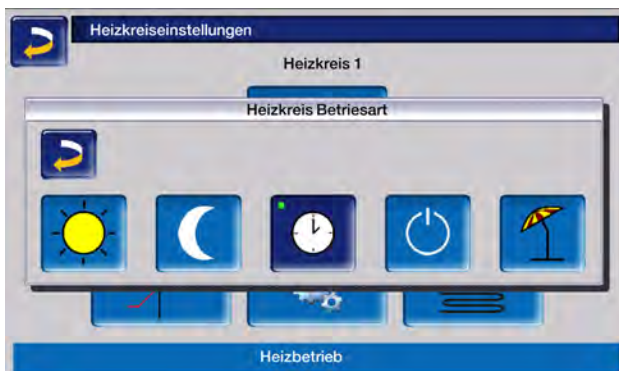 Heizkreiseinstellungen
Heizkreis 1
Heizkreis Betriesart
Heizbetrieb